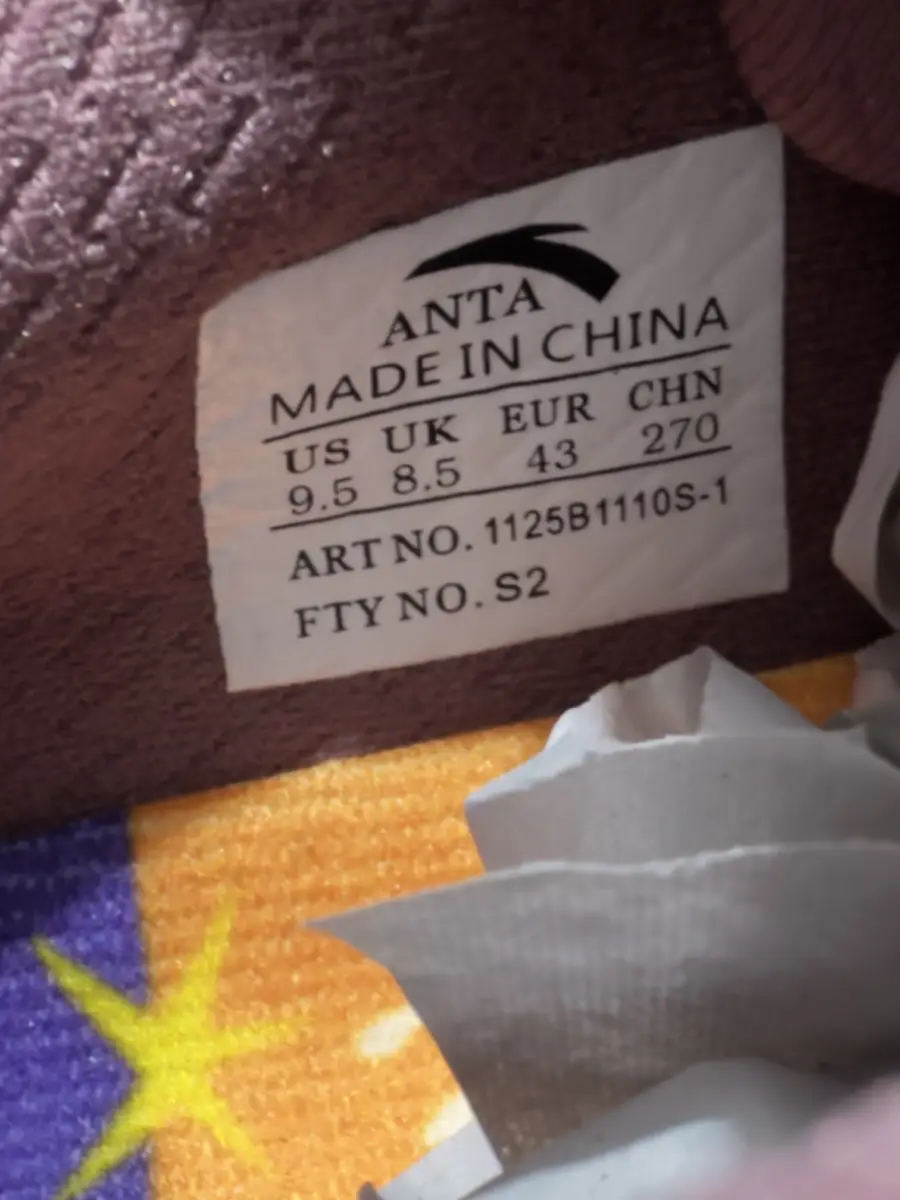 ANTA
MADE IN CHINA
US UK EUR CHN
9.5 8.5 43 270
ART NO. 1125B1110S-1
FTY NO. S2